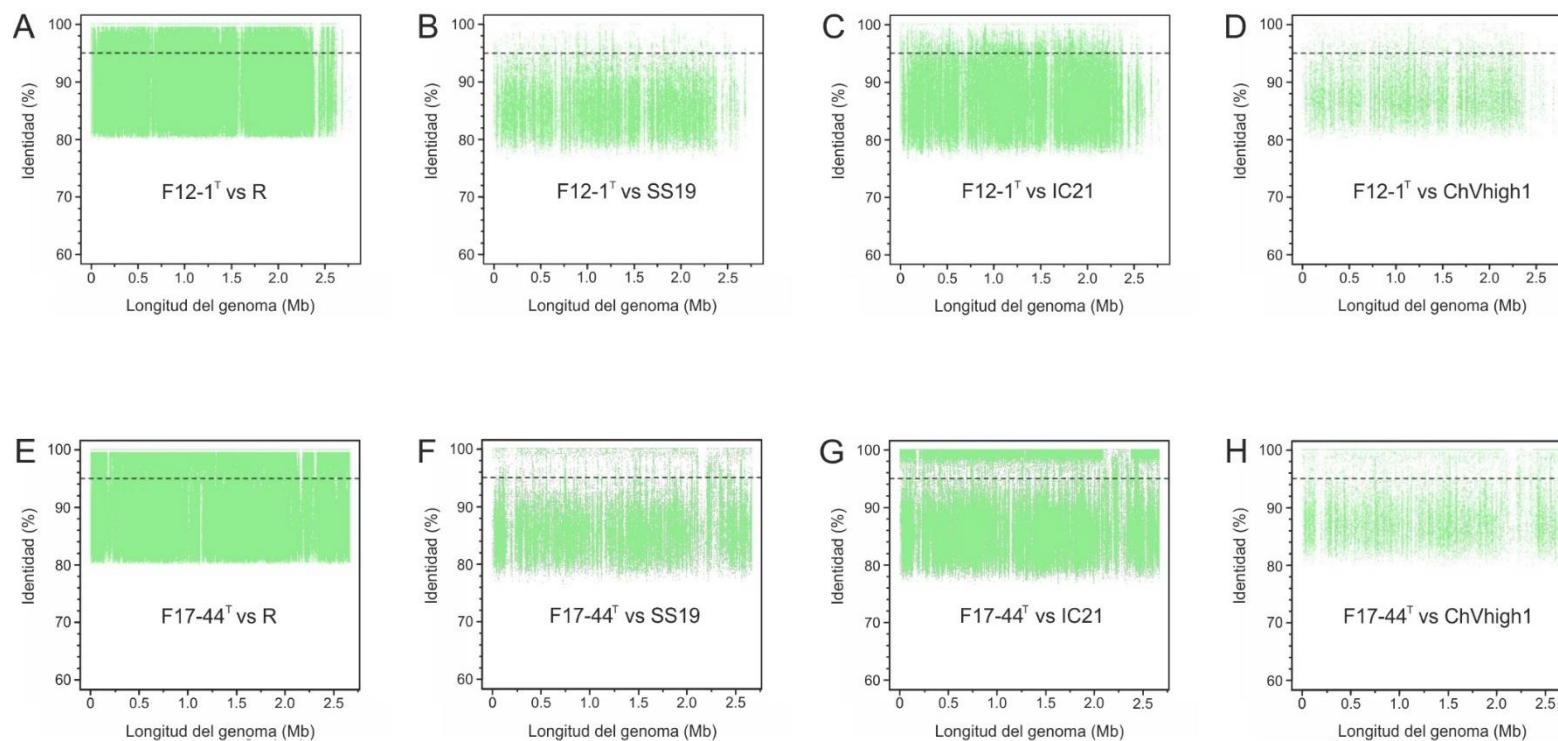 A
Identidad (%)
100
90
80
70
60
F12-1ᵀ vs R
0 0.5 1.0 1.5 2.0 2.5
Longitud del genoma (Mb)
B
Identidad (%)
100
90
80
70
60
F12-1ᵀ vs SS19
0 0.5 1.0 1.5 2.0 2.5
Longitud del genoma (Mb)
C
Identidad (%)
100
90
80
70
60
F12-1ᵀ vs IC21
0 0.5 1.0 1.5 2.0 2.5
Longitud del genoma (Mb)
D
Identidad (%)
100
90
80
70
60
F12-1ᵀ vs ChVhigh1
0 0.5 1.0 1.5 2.0 2.5
Longitud del genoma (Mb)
E
Identidad (%)
100
90
80
70
60
F17-44ᵀ vs R
0 0.5 1.0 1.5 2.0 2.5
Longitud del genoma (Mb)
F
Identidad (%)
100
90
80
70
60
F17-44ᵀ vs SS19
0 0.5 1.0 1.5 2.0 2.5
Longitud del genoma (Mb)
G
Identidad (%)
100
90
80
70
60
F17-44ᵀ vs IC21
0 0.5 1.0 1.5 2.0 2.5
Longitud del genoma (Mb)
H
Identidad (%)
100
90
80
70
60
F17-44ᵀ vs ChVhigh1
0 0.5 1.0 1.5 2.0 2.5
Longitud del genoma (Mb)